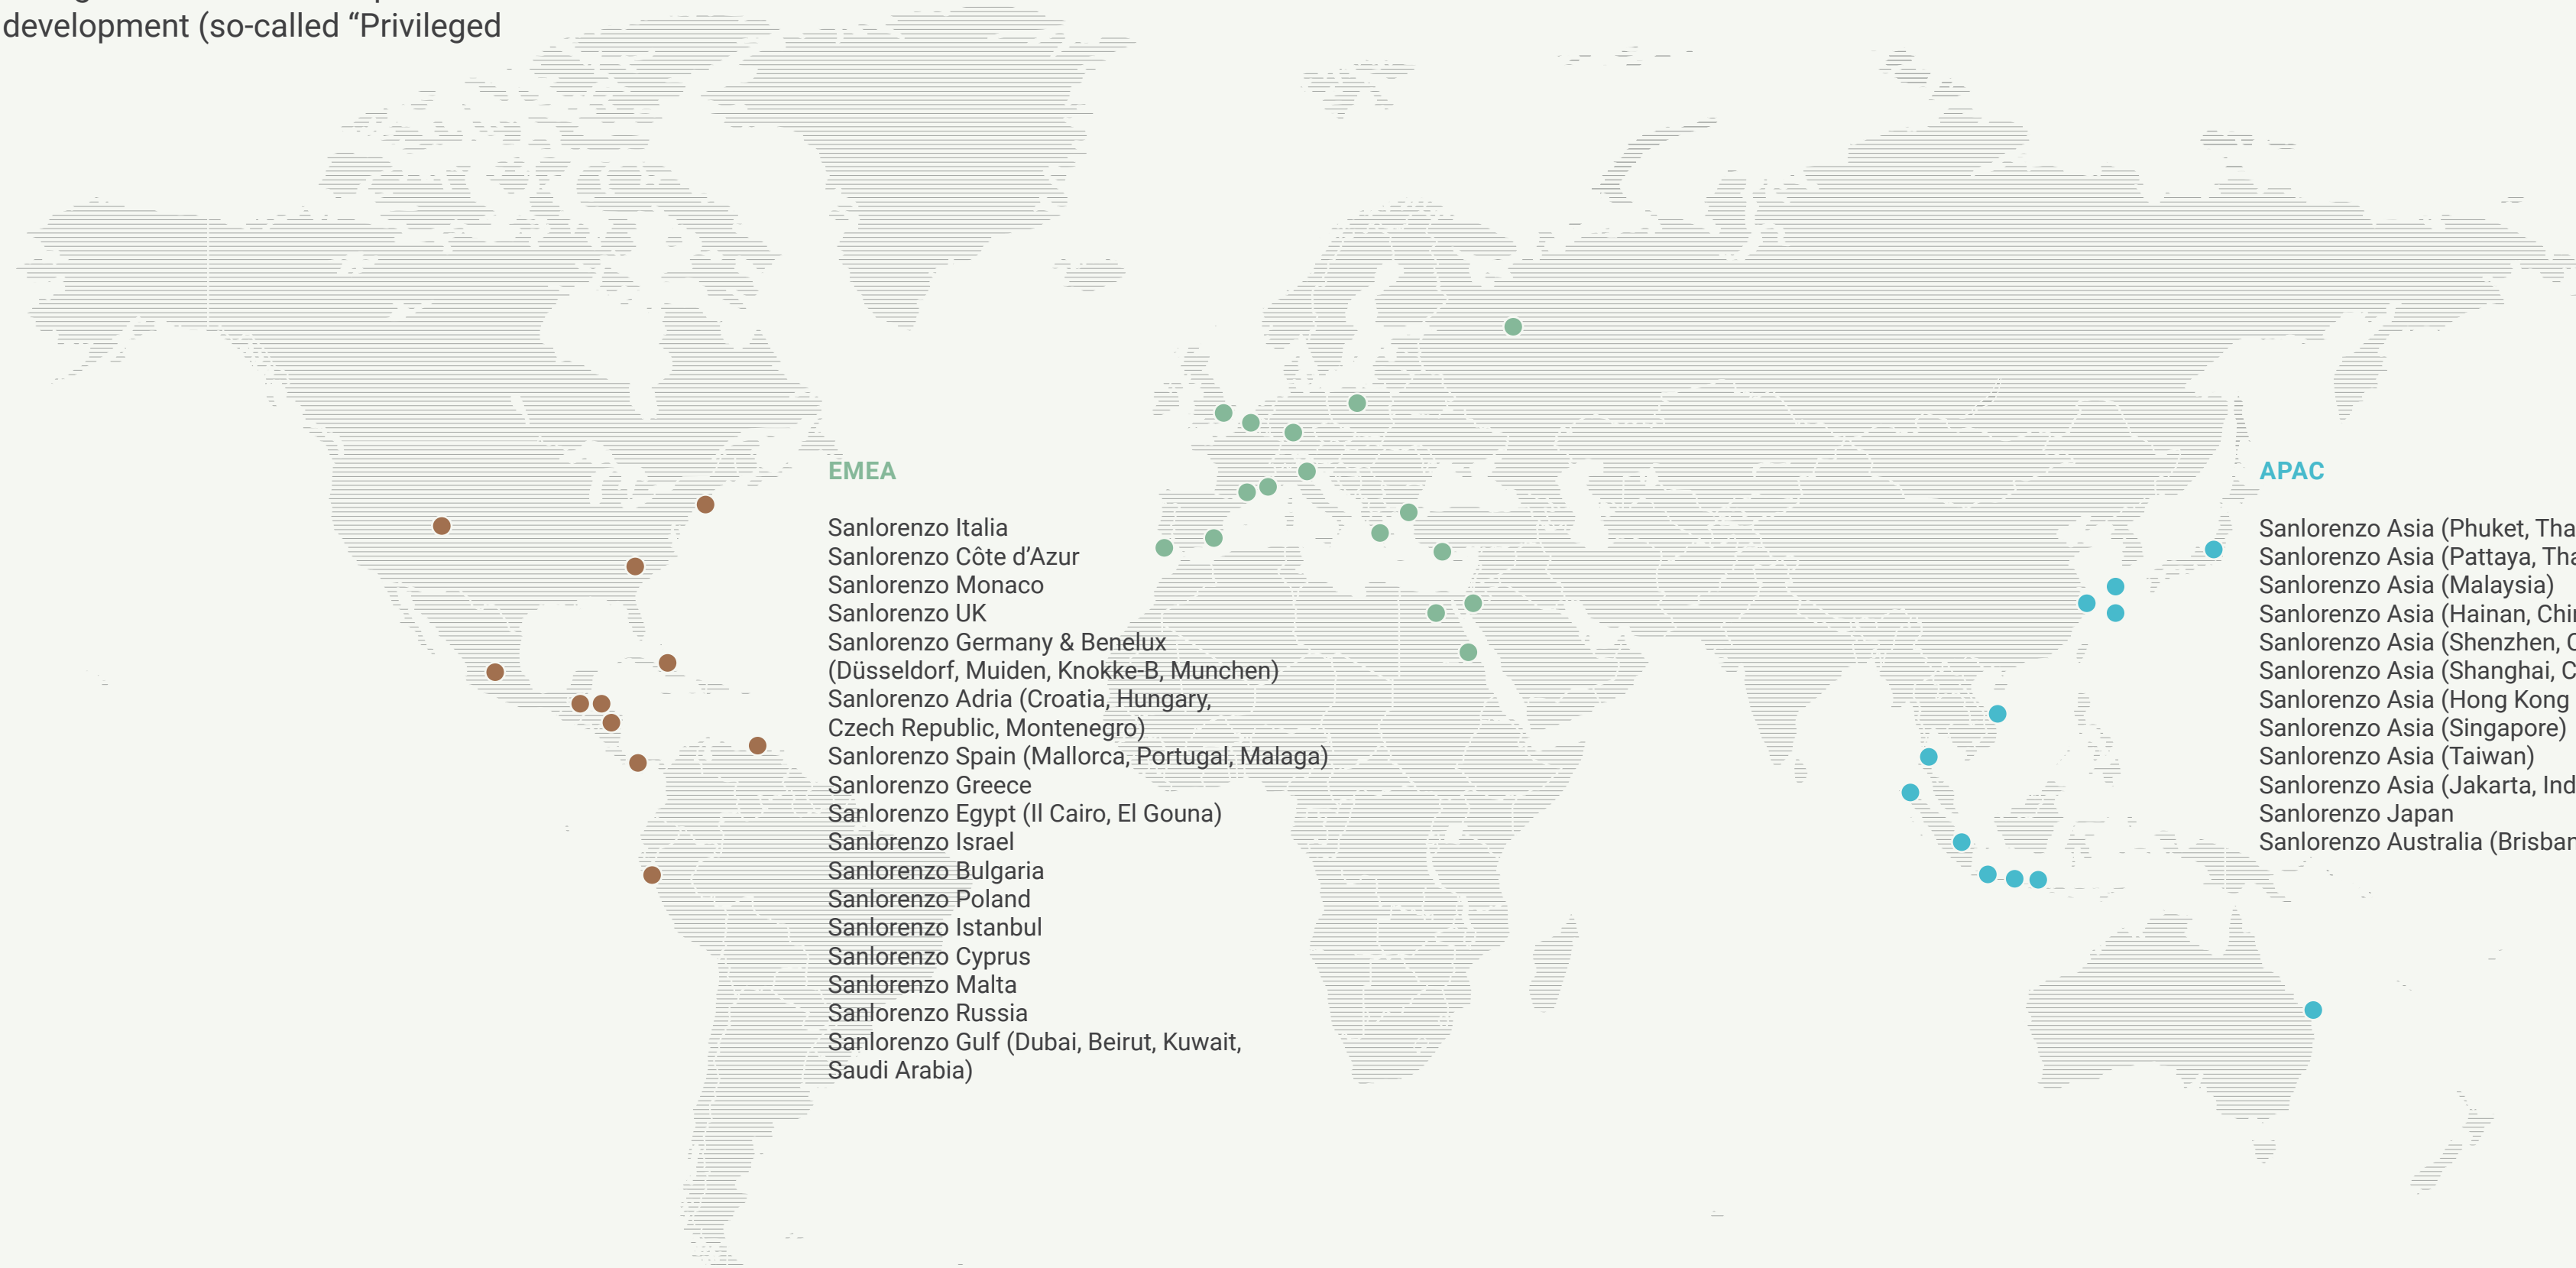 development (so-called “Privileged
EMEA
Sanlorenzo Italia
Sanlorenzo Côte d’Azur
Sanlorenzo Monaco
Sanlorenzo UK
Sanlorenzo Germany & Benelux
(Düsseldorf, Muiden, Knokke-B, Munchen)
Sanlorenzo Adria (Croatia, Hungary,
Czech Republic, Montenegro)
Sanlorenzo Spain (Mallorca, Portugal, Malaga)
Sanlorenzo Greece
Sanlorenzo Egypt (Il Cairo, El Gouna)
Sanlorenzo Israel
Sanlorenzo Bulgaria
Sanlorenzo Poland
Sanlorenzo Istanbul
Sanlorenzo Cyprus
Sanlorenzo Malta
Sanlorenzo Russia
Sanlorenzo Gulf (Dubai, Beirut, Kuwait,
Saudi Arabia)
APAC
Sanlorenzo Asia (Phuket,
Sanlorenzo Asia (Pattaya,
Sanlorenzo Asia (Malaysia)
Sanlorenzo Asia (Hainan,
Sanlorenzo Asia (Shenzhen,
Sanlorenzo Asia (Shanghai,
Sanlorenzo Asia (Hong Kong
Sanlorenzo Asia (Singapore)
Sanlorenzo Asia (Taiwan)
Sanlorenzo Asia (Jakarta,
Sanlorenzo Japan
Sanlorenzo Australia